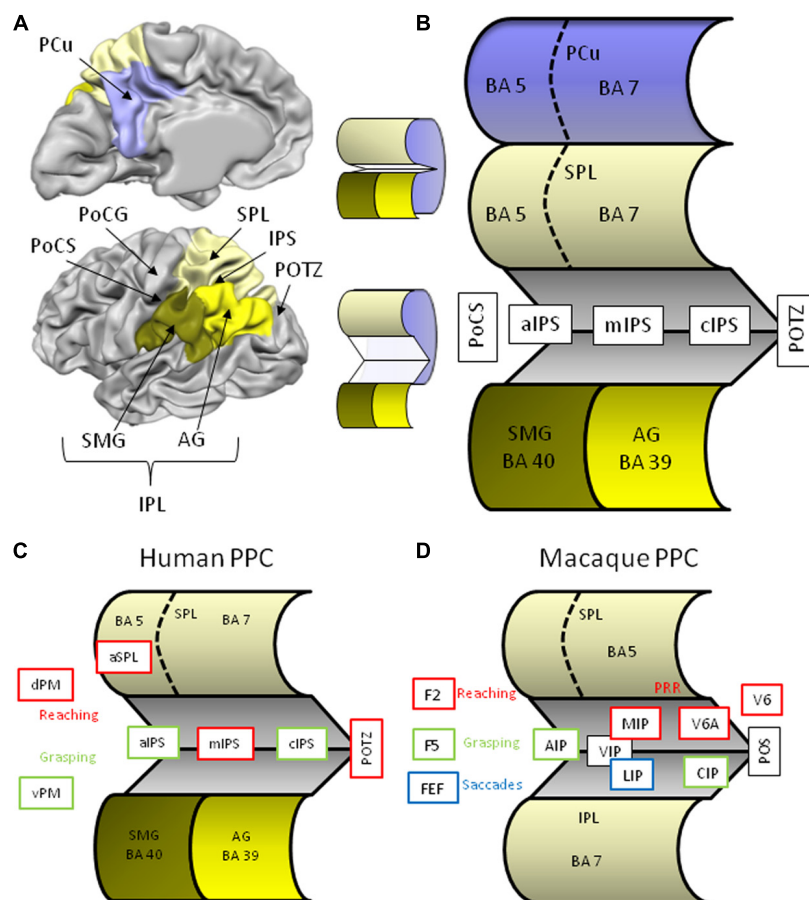 A
PCu
PoCG
SPL
PoCS
IPS
POTZ
SMG
AG
IPL
B
PCu
BA 5
BA 7
SPL
BA 5
BA 7
PoCS
aIPS
mIPS
cIPS
POTZ
SMG
BA 40
AG
BA 39
C
Human PPC
BA 5
SPL
BA 7
aSPL
dPM
Reaching
Grasping
vPM
aIPS
mIPS
cIPS
POTZ
SMG
BA 40
AG
BA 39
D
Macaque PPC
SPL
BA5
PRR
F2
Reaching
F5
Grasping
FEF
Saccades
MIP
V6A
V6
AIP
VIP
LIP
CIP
POS
IPL
BA 7